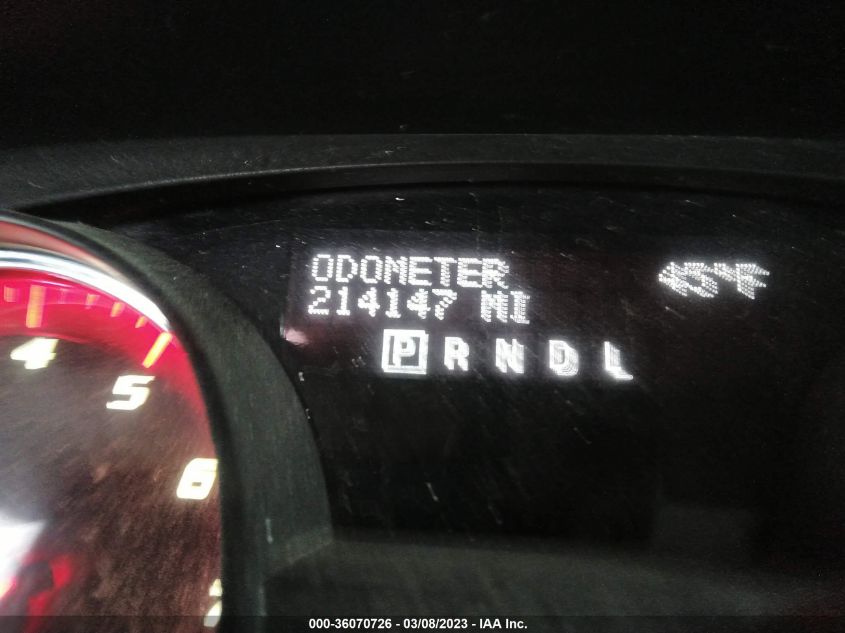 ODOMETER 45°F
214147 MI
P R N D L
4
5
6
000-36070726 - 03/08/2023 - IAA Inc.